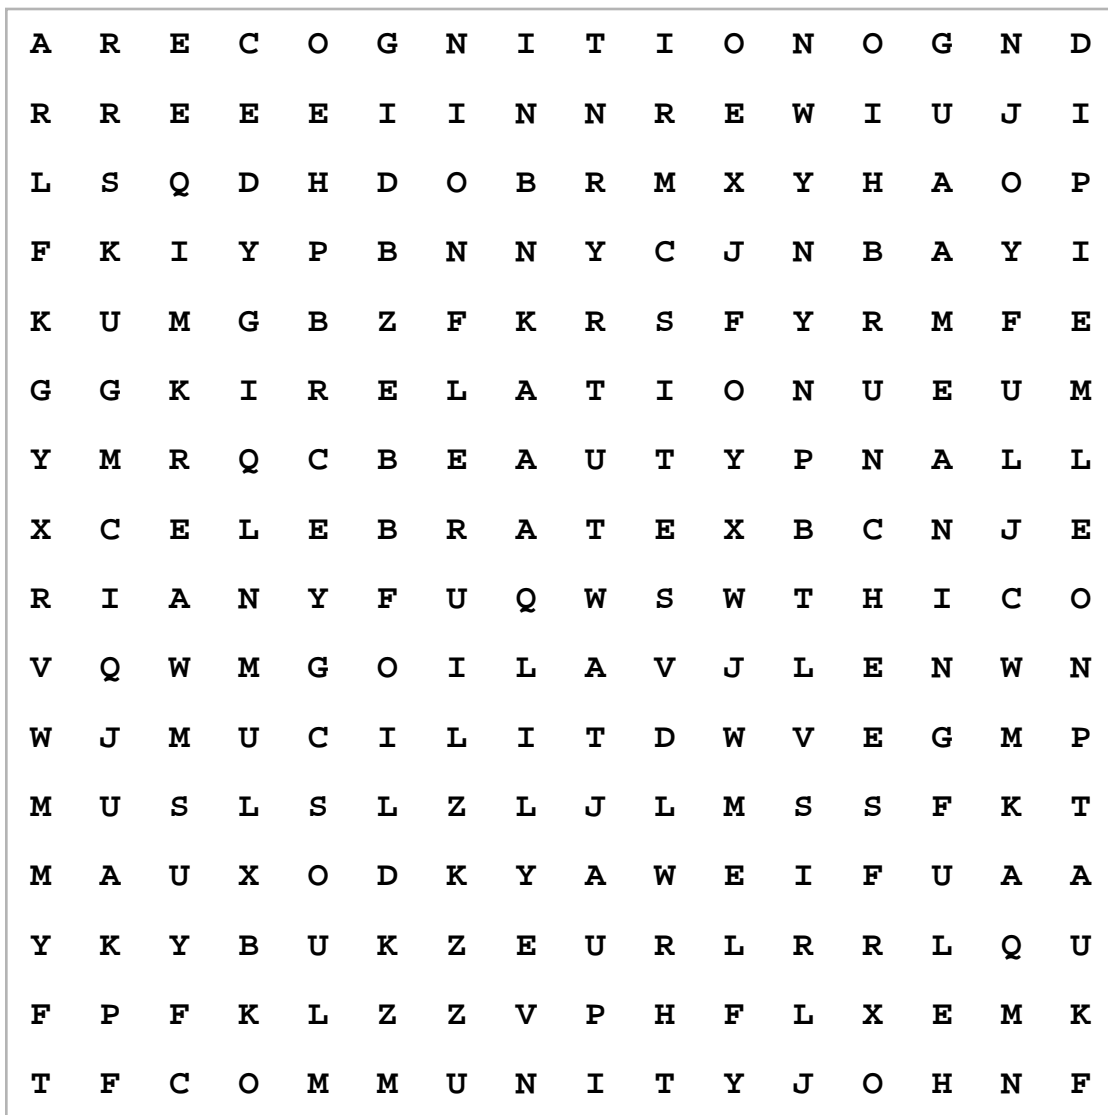 A R E C O G N I T I O N O G N D
R R E E E I I N N R E W I U J I
L S Q D H D O B R M X Y H A O P
F K I Y P B N N Y C J N B A Y I
K U M G B Z F K R S F Y R M F E
G G K I R E L A T I O N U E U M
Y M R Q C B E A U T Y P N A L L
X C E L E B R A T E X B C N J E
R I A N Y F U Q W S W T H I C O
V Q W M G O I L A V J L E N W N
W J M U C I L I T D W V E G M P
M U S L S L Z L J L M S S F K T
M A U X O D K Y A W E I F U A A
Y K Y B U K Z E U R L R R L Q U
F P F K L Z Z V P H F L X E M K
T F C O M M U N I T Y J O H N F